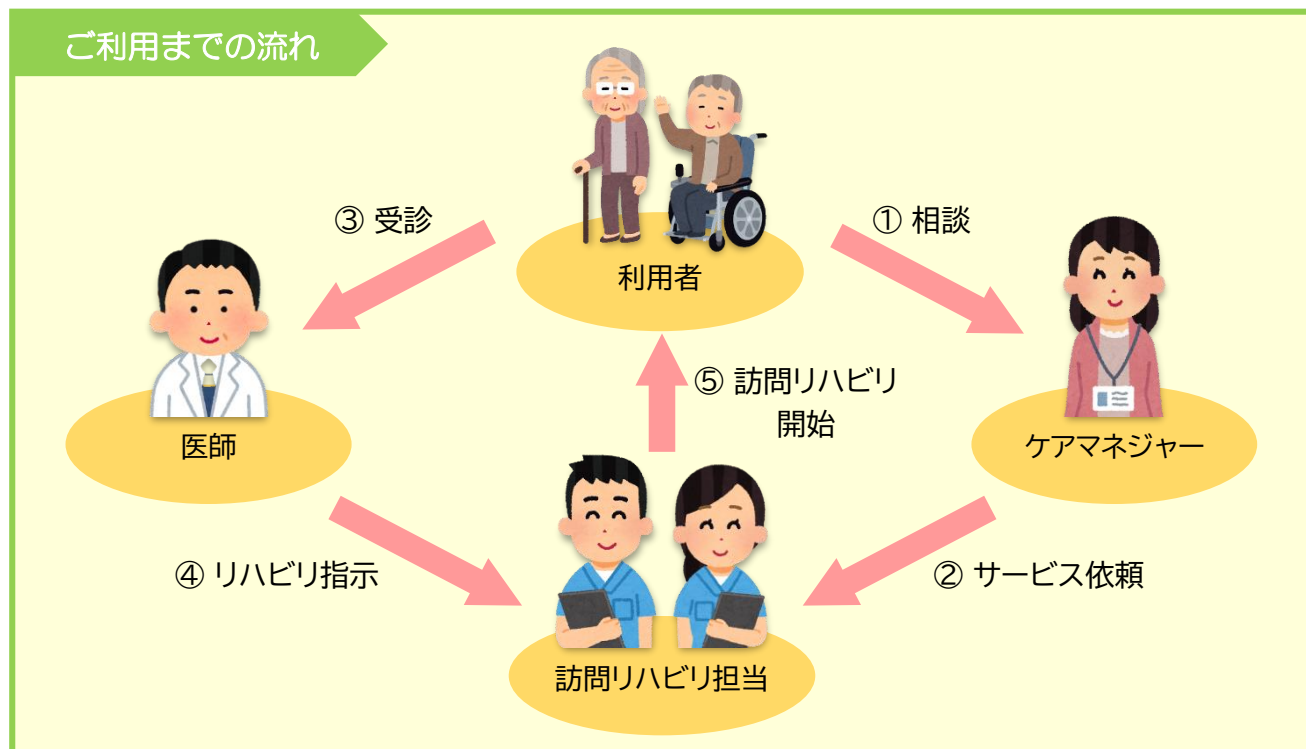 ご利用までの流れ
③ 受診
① 相談
利用者
⑤ 訪問リハビリ
開始
医師
ケアマネジャー
④ リハビリ指示
② サービス依頼
訪問リハビリ担当